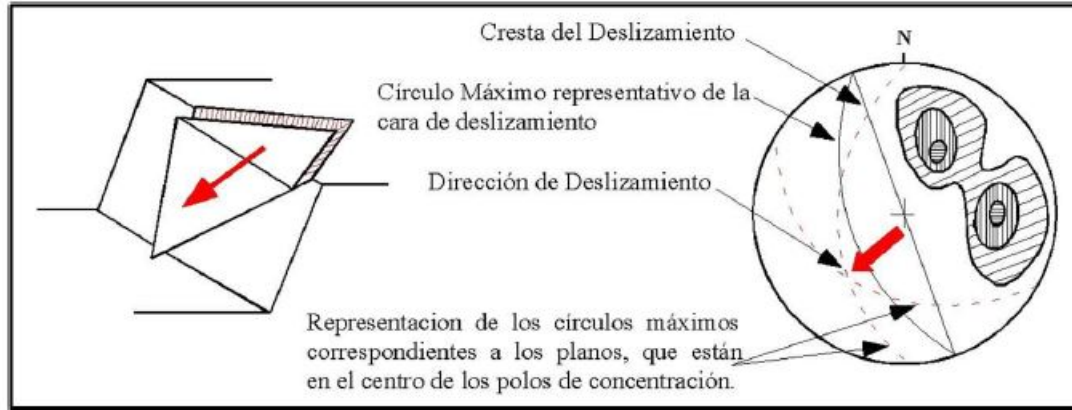 Cresta del Deslizamiento
N
Círculo Máximo representativo de la
cara de deslizamiento
Dirección de Deslizamiento
Representacion de los círculos máximos
correspondientes a los planos, que están
en el centro de los polos de concentración.